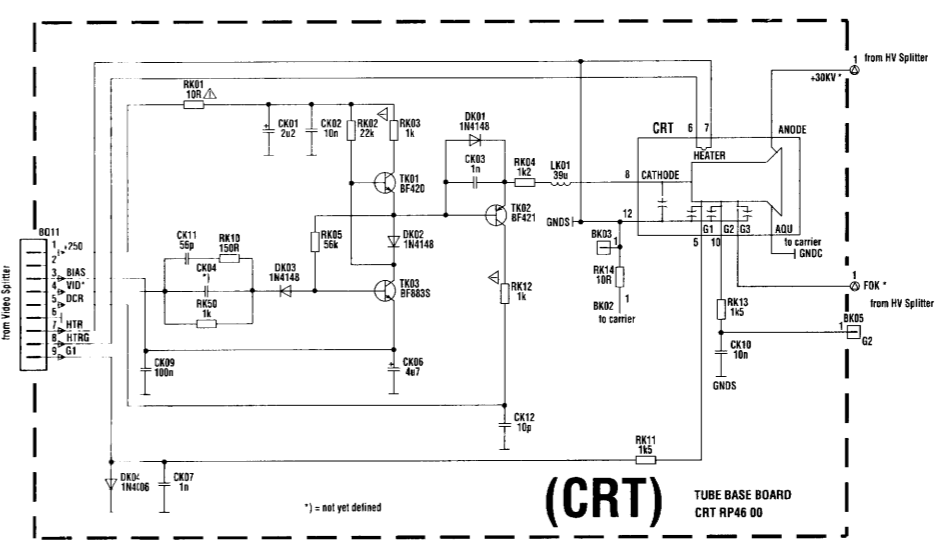 from HV Splitter
1
+30KV *
RK01
10R
CK01
2u2
CK02
10n
RK02
22k
RK03
1k
DK01
1N4148
CRT
6
7
ANODE
HEATER
TK01
BF420
CK03
1n
RK04
1k2
LK01
39u
8
CATHODE
TK02
BF421
GNDS
12
G1
G2
G3
AQU
5
10
to carrier
GNDC
BK03
1
RK14
10R
BK02
1
to carrier
BQ11
from Video Splitter
1
+250
2
3
BIAS
4
VID*
5
DCR
6
7
HTR
8
HTRG
9
G1
CK11
56p
RK10
150R
CK04
*)
RK50
1k
DK03
1N4148
RK05
56k
DK02
1N4148
TK03
BF883S
RK12
1k
1
FOK *
from HV Splitter
RK13
1k5
1
BK05
G2
CK10
10n
GNDS
CK09
100n
CK06
4u7
CK12
10p
RK11
1k5
DK04
1N4006
CK07
1n
*) = not yet defined
(CRT)
TUBE BASE BOARD
CRT RP46 00